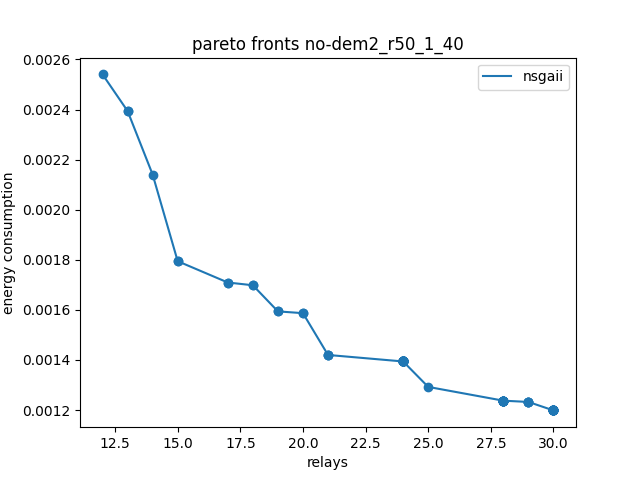 pareto fronts no-dem2_r50_1_40
nsgaii
0.0026
0.0024
0.0022
0.0020
0.0018
0.0016
0.0014
0.0012
energy consumption
12.5 15.0 17.5 20.0 22.5 25.0 27.5 30.0
relays